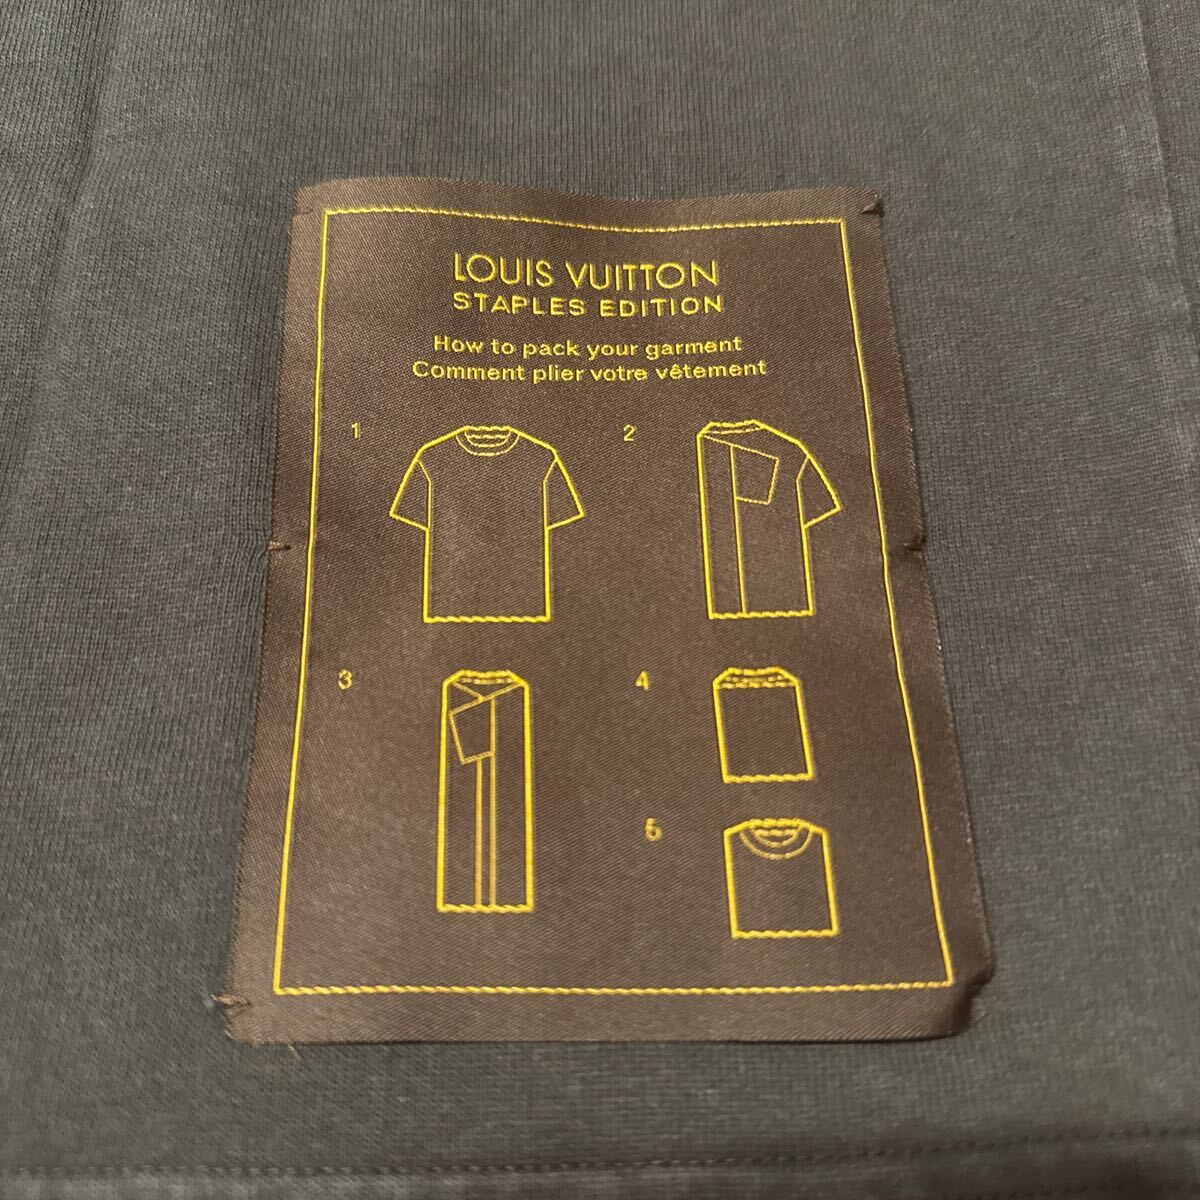 LOUIS VUITTON
STAPLES EDITION
How to pack your garment
Comment plier votre vêtement
1
2
3
4
5